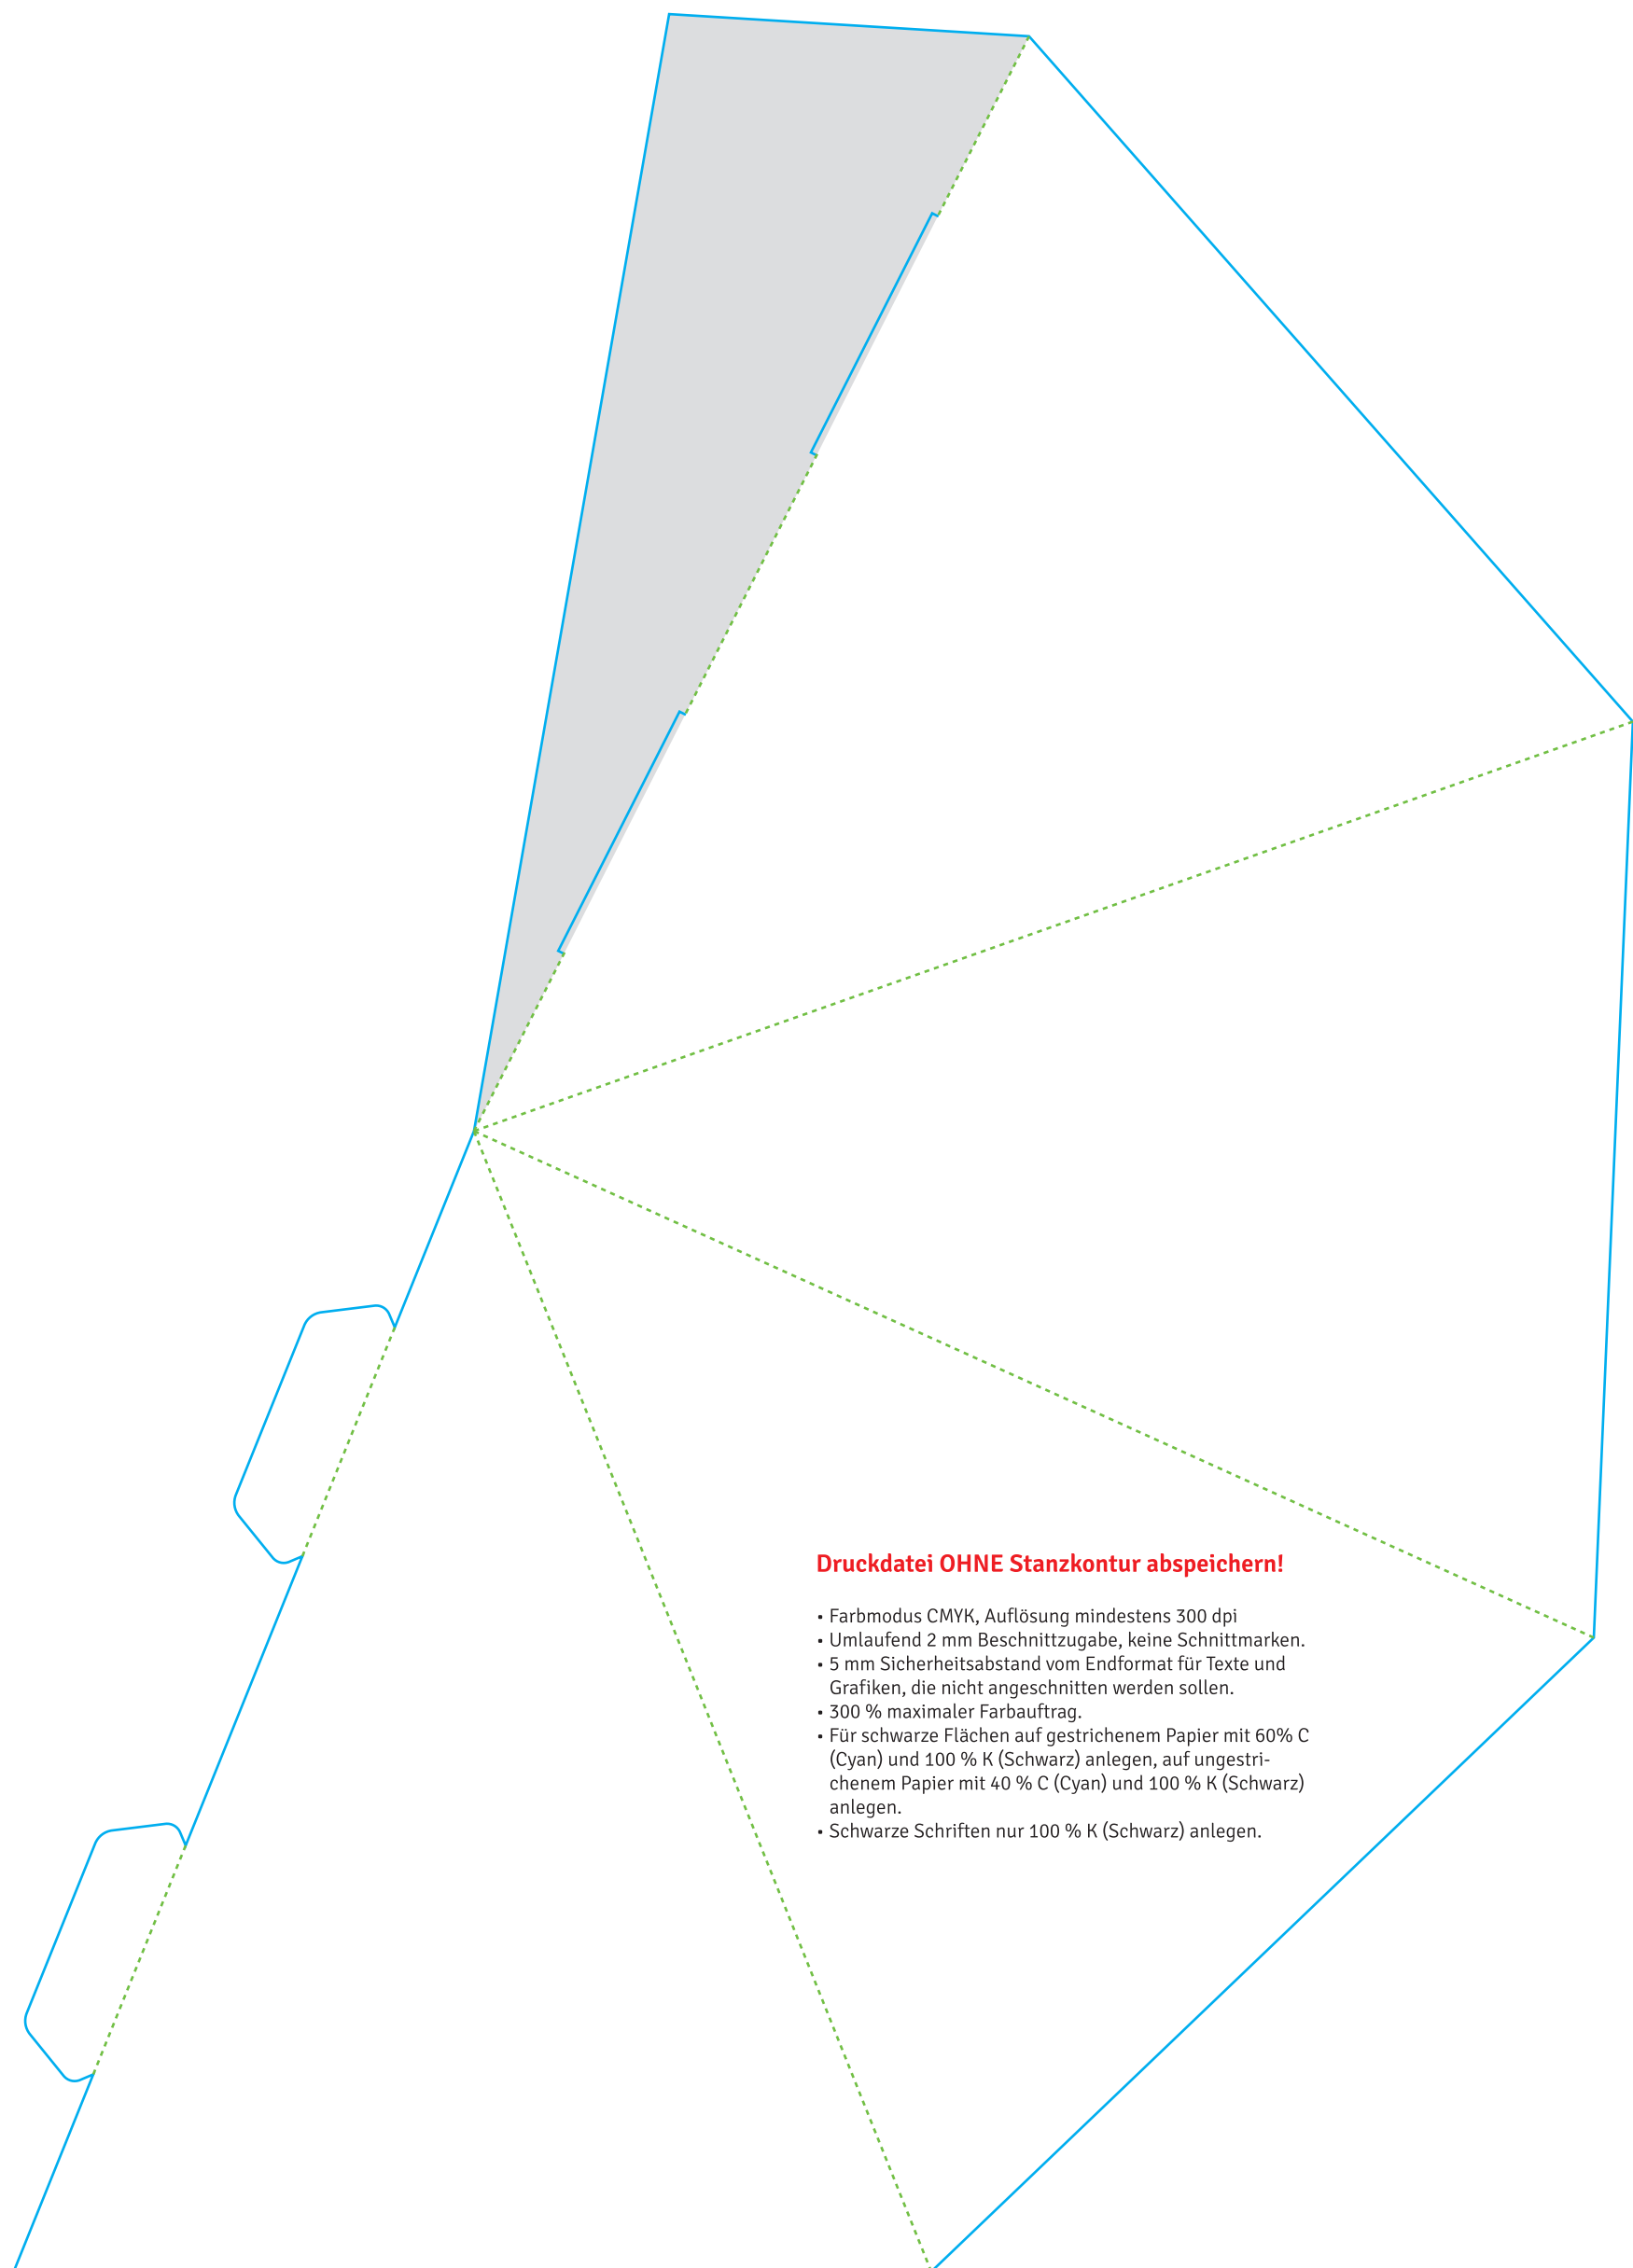 Druckdatei OHNE Stanzkontur abspeichern!
• Farbmodus CMYK, Auflösung mindestens 300 dpi
• Umlaufend 2 mm Beschnittzugabe, keine Schnittmarken.
• 5 mm Sicherheitsabstand vom Endformat für Texte und
Grafiken, die nicht angeschnitten werden sollen.
• 300 % maximaler Farbauftrag.
• Für schwarze Flächen auf gestrichenem Papier mit 60% C
(Cyan) und 100 % K (Schwarz) anlegen, auf ungestri-
chenem Papier mit 40 % C (Cyan) und 100 % K (Schwarz)
anlegen.
• Schwarze Schriften nur 100 % K (Schwarz) anlegen.